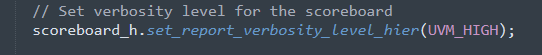 // Set verbosity level for the scoreboard
scoreboard_h.set_report_verbosity_level_hier(UVM_HIGH);